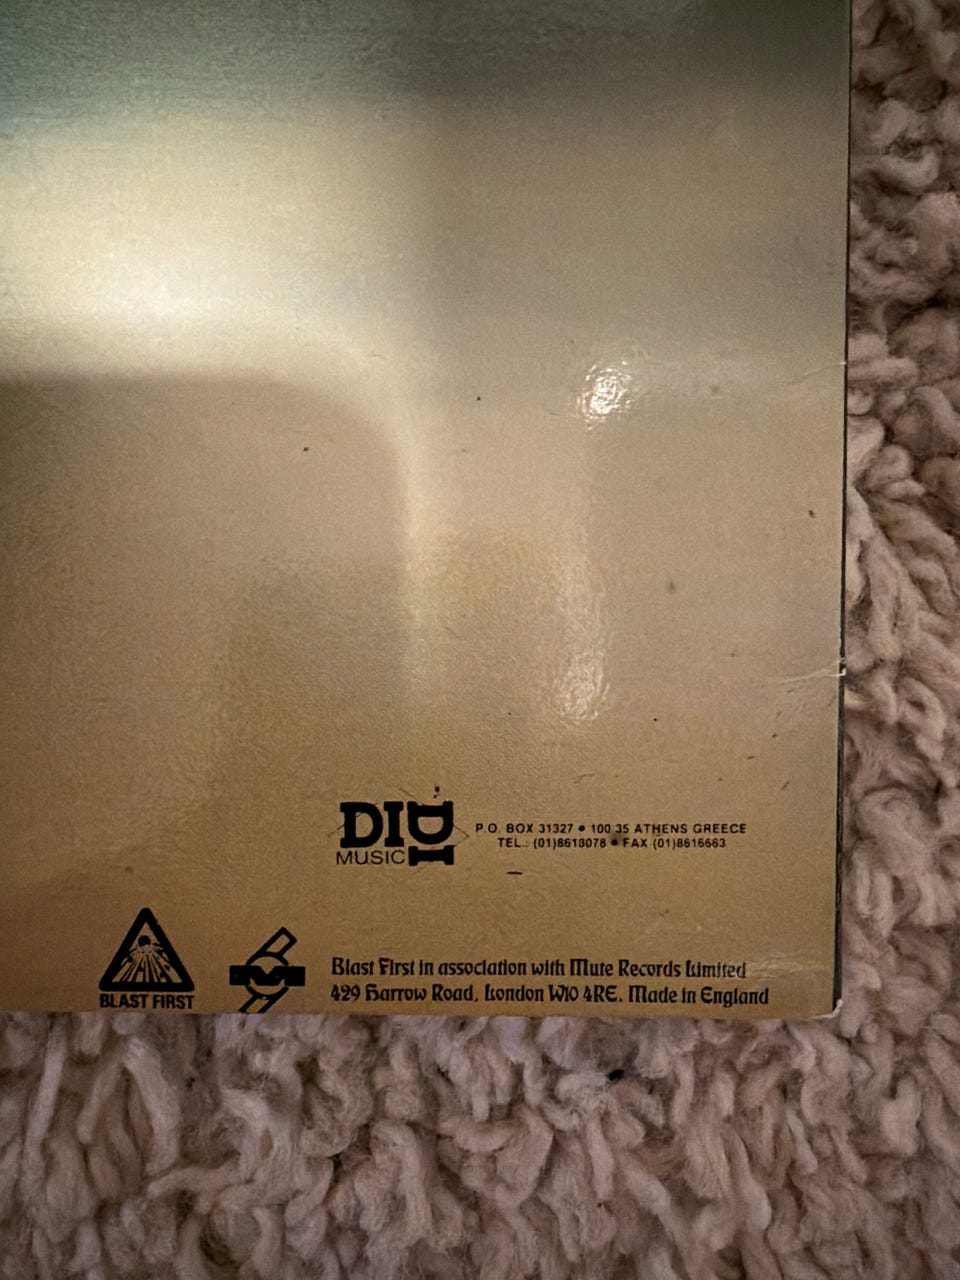 DIDI
MUSIC
P.O. BOX 31327 • 100 35 ATHENS GREECE
TEL.: (01)8618078 • FAX (01)8616663
BLAST FIRST
Blast First in association with Mute Records Limited
429 Harrow Road, London W10 4RE. Made in England